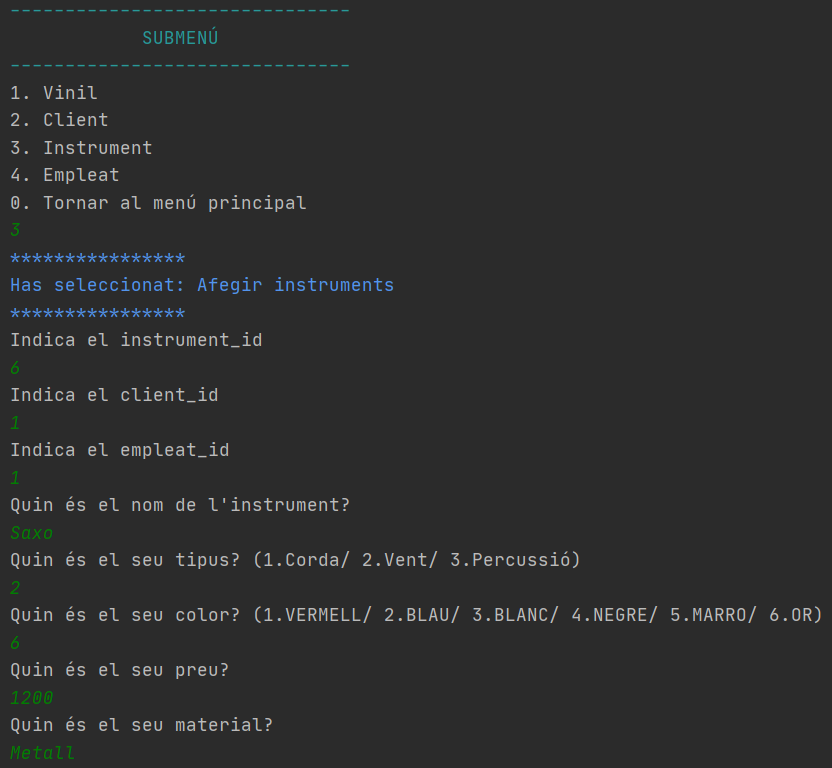 -------------------------------
SUBMENÚ
-------------------------------
1. Vinil
2. Client
3. Instrument
4. Empleat
0. Tornar al menú principal
3
****************
Has seleccionat: Afegir instruments
****************
Indica el instrument_id
6
Indica el client_id
1
Indica el empleat_id
1
Quin és el nom de l'instrument?
Saxo
Quin és el seu tipus? (1.Corda/ 2.Vent/ 3.Percussió)
2
Quin és el seu color? (1.VERMELL/ 2.BLAU/ 3.BLANC/ 4.NEGRE/ 5.MARRO/ 6.OR)
6
Quin és el seu preu?
1200
Quin és el seu material?
Metall